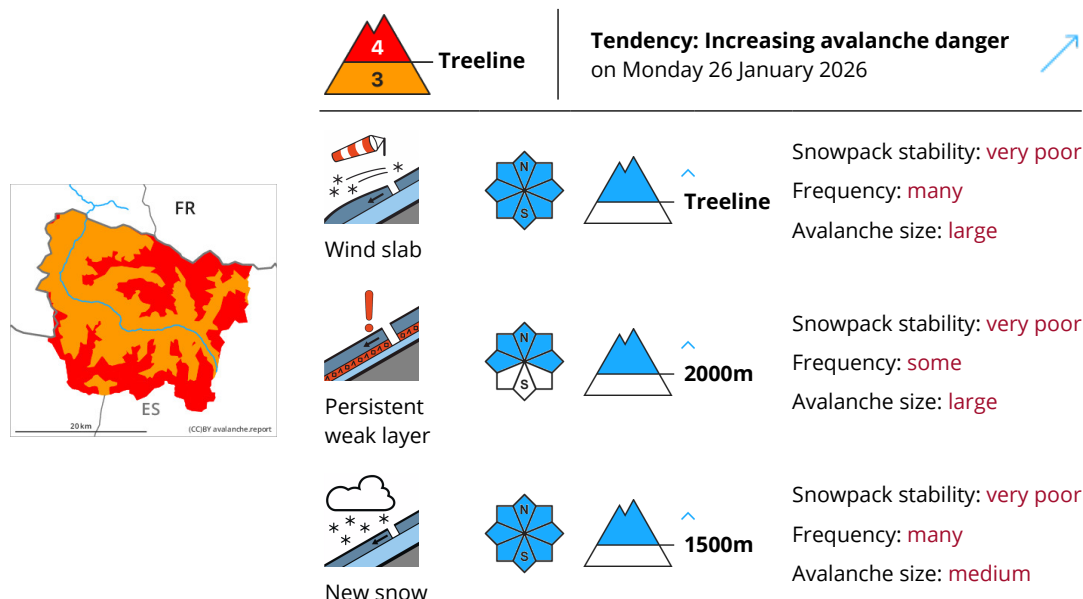 4
3
Treeline
Tendency: Increasing avalanche danger
on Monday 26 January 2026
FR
ES
20 km
(CC)BY avalanche.report
Wind slab
N
S
Treeline
Snowpack stability: very poor
Frequency: many
Avalanche size: large
Persistent
weak layer
N
S
2000m
Snowpack stability: very poor
Frequency: some
Avalanche size: large
New snow
N
S
1500m
Snowpack stability: very poor
Frequency: many
Avalanche size: medium